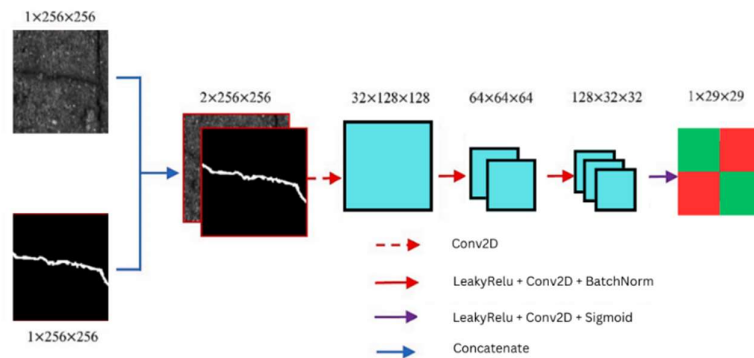 1×256×256
2×256×256
32×128×128
64×64×64
128×32×32
1×29×29
1×256×256
Conv2D
LeakyRelu + Conv2D + BatchNorm
LeakyRelu + Conv2D + Sigmoid
Concatenate